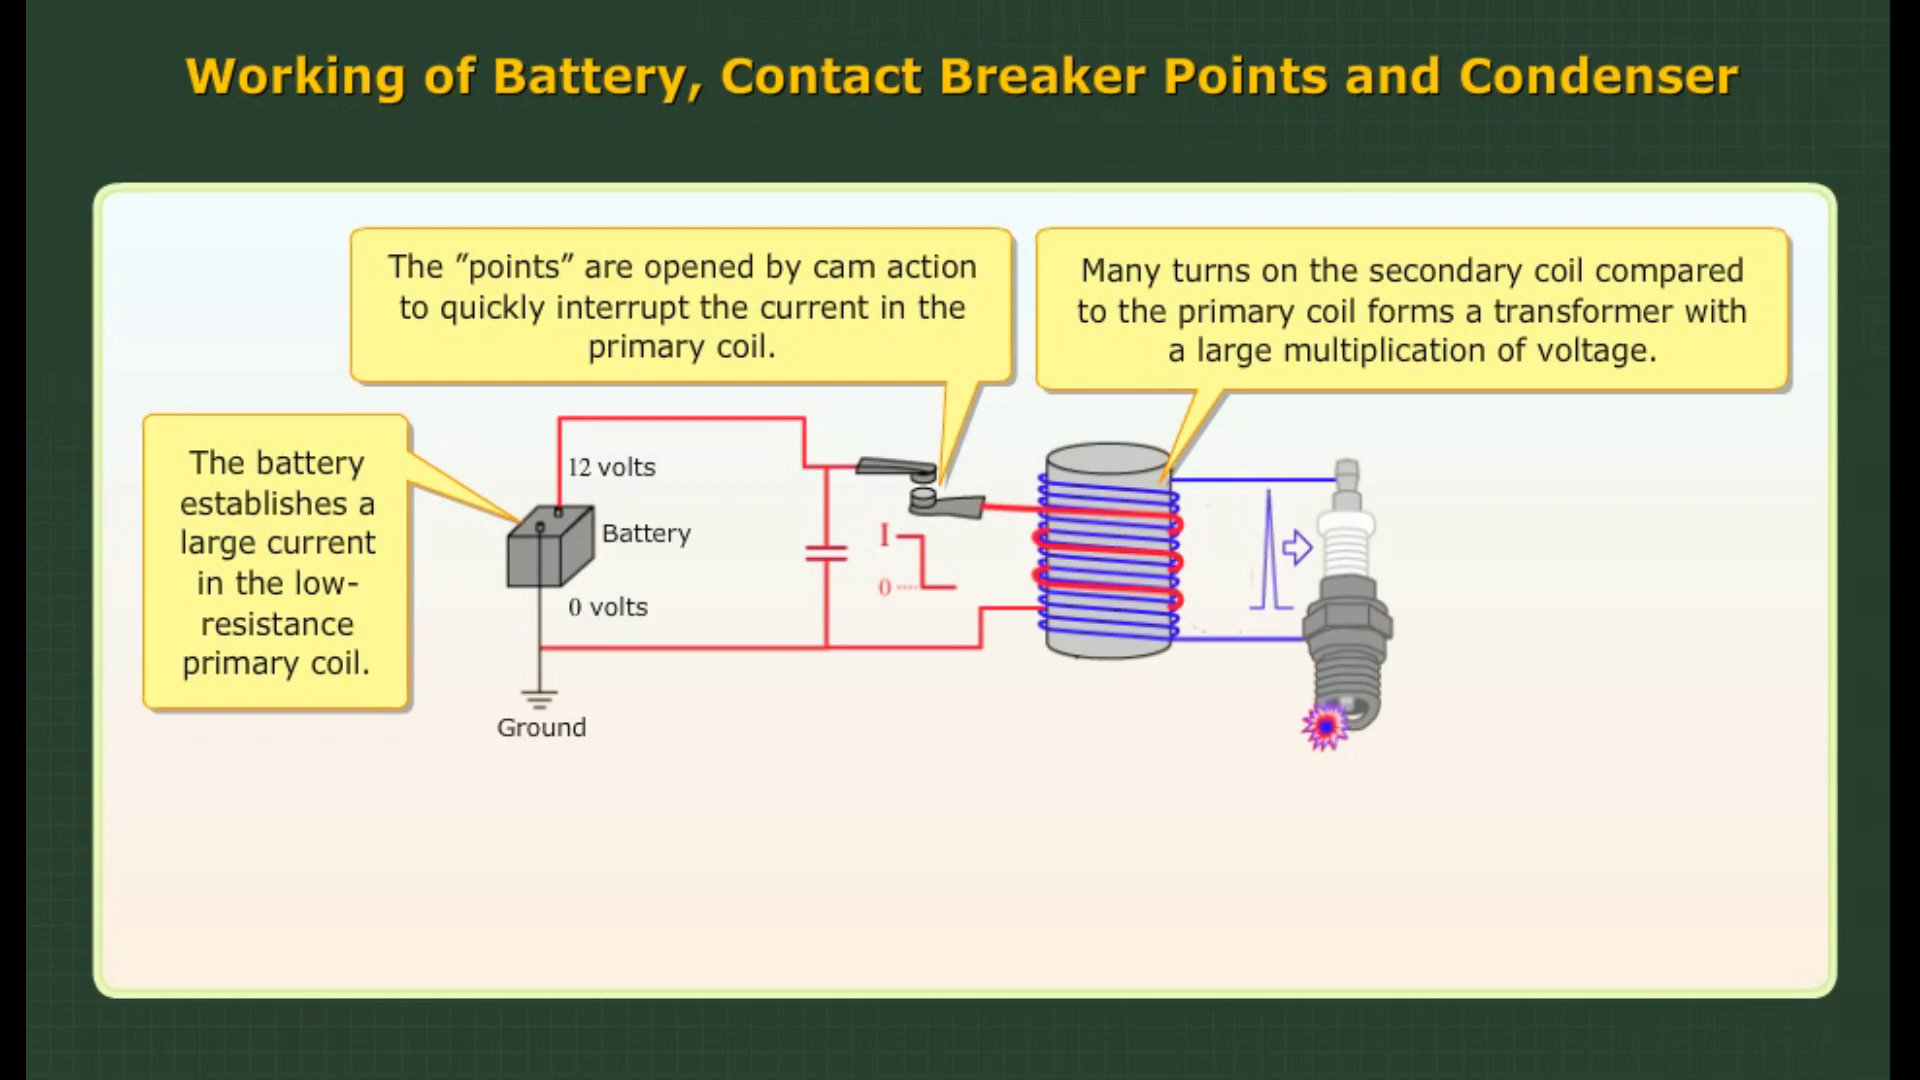 Working of Battery, Contact Breaker Points and Condenser
The ”points” are opened by cam action
to quickly interrupt the current in the
primary coil.
Many turns on the secondary coil compared
to the primary coil forms a transformer with
a large multiplication of voltage.
The battery
establishes a
large current
in the low-
resistance
primary coil.
12 volts
Battery
I
0
0 volts
Ground